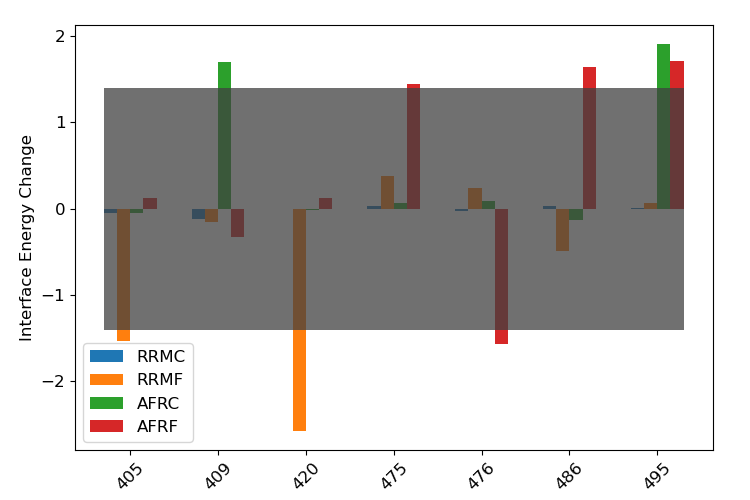 Interface Energy Change
2
1
0
−1
−2
RRMC
RRMF
AFRC
AFRF
405 409 420 475 476 486 495